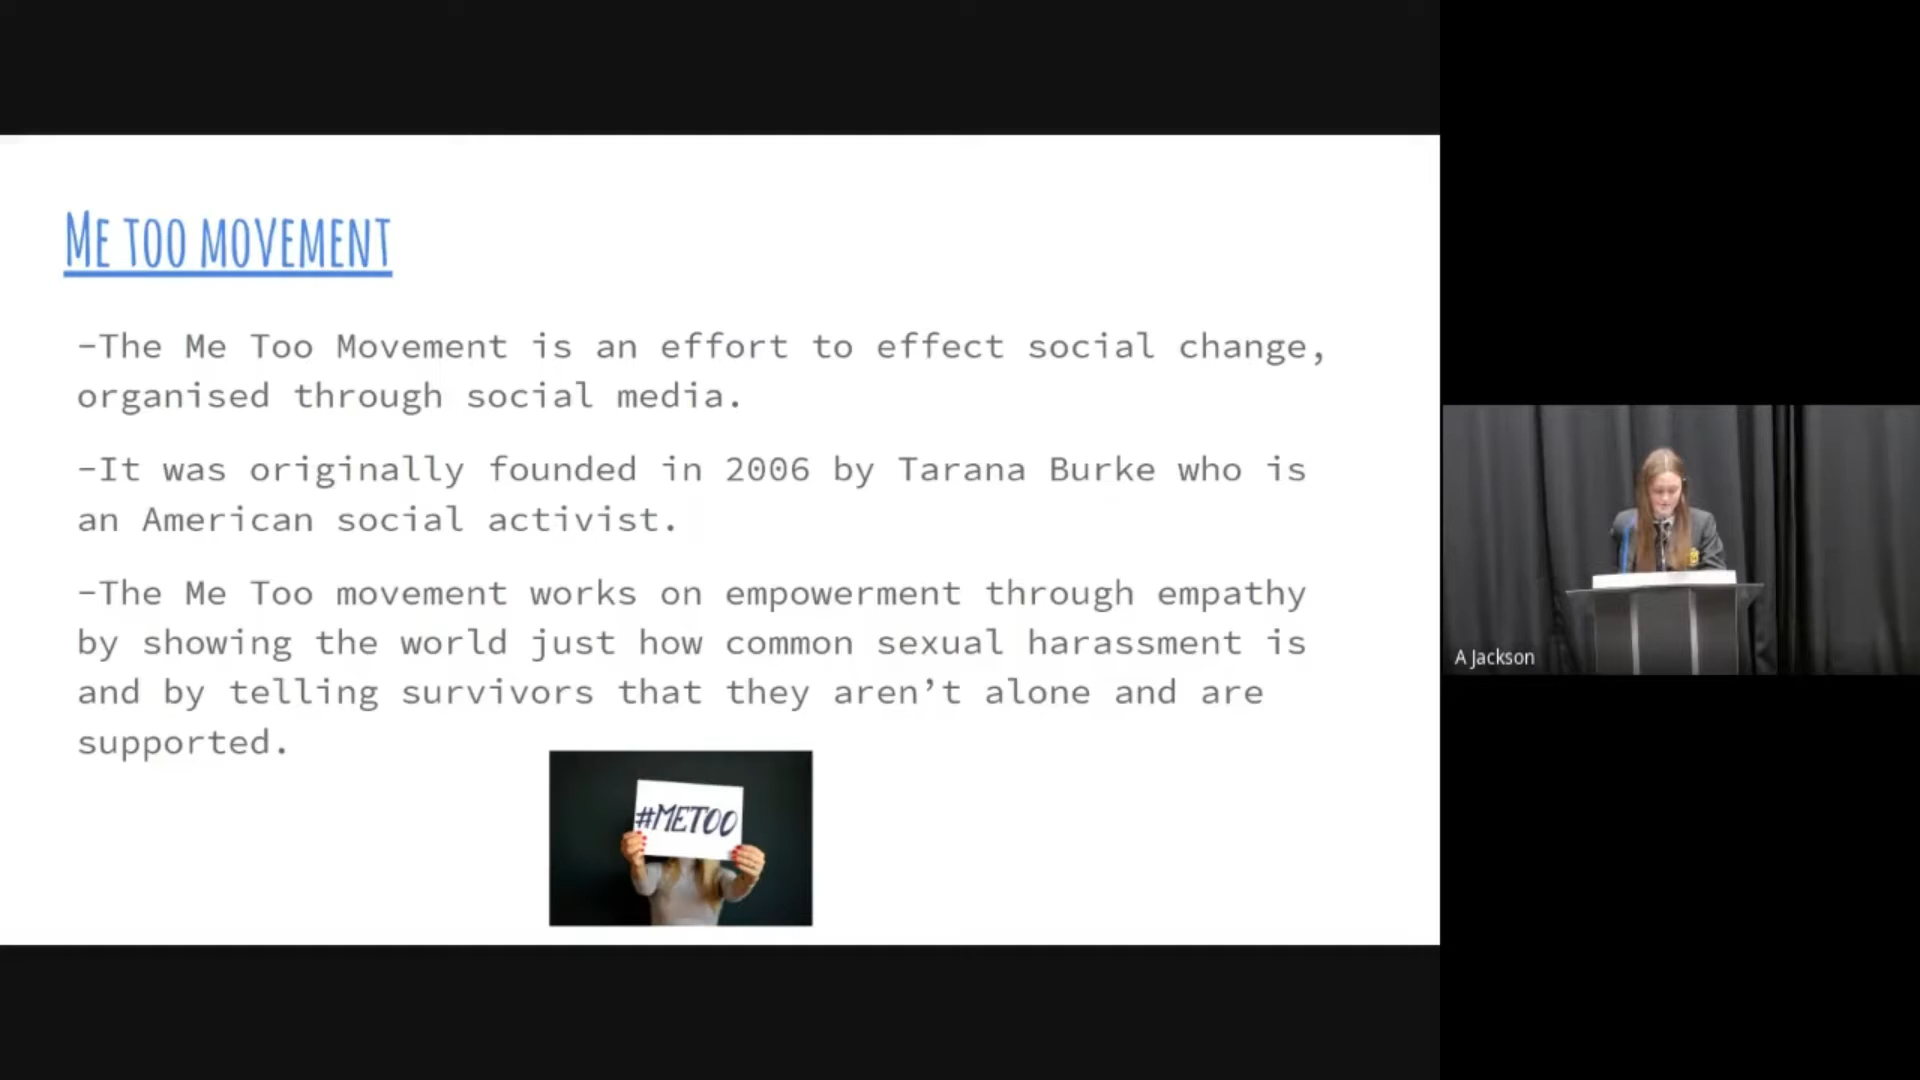 Me too movement
-The Me Too Movement is an effort to effect social change,
organised through social media.
-It was originally founded in 2006 by Tarana Burke who is
an American social activist.
-The Me Too movement works on empowerment through empathy
by showing the world just how common sexual harassment is
and by telling survivors that they aren’t alone and are
supported.
#METOO
A Jackson